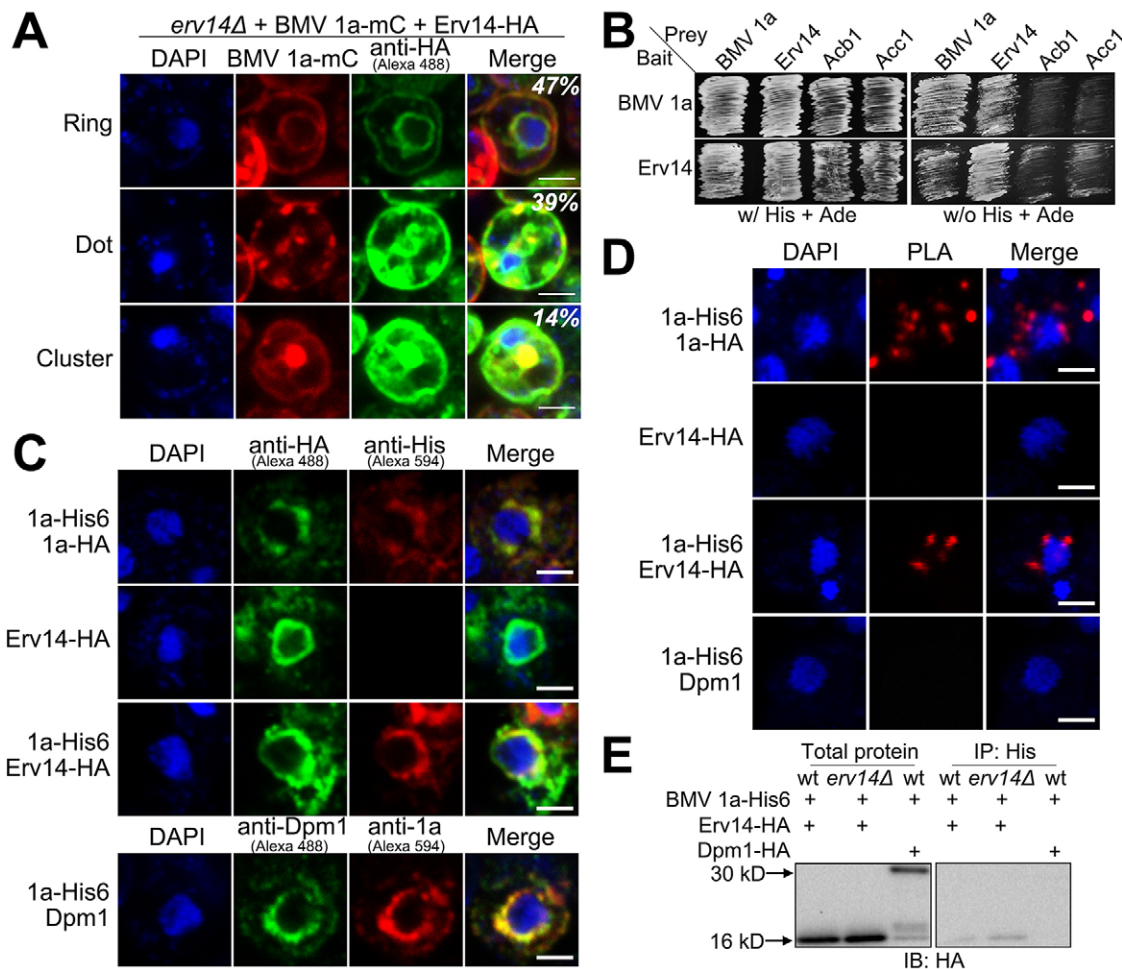 A
erv14Δ + BMV 1a-mC + Erv14-HA
DAPI BMV 1a-mC anti-HA Merge
(Alexa 488)
Ring
47%
Dot
39%
Cluster
14%
B
Prey
Bait
BMV 1a Erv14 Acb1 Acc1 BMV 1a Erv14 Acb1 Acc1
BMV 1a
Erv14
w/ His + Ade w/o His + Ade
C
DAPI anti-HA anti-His Merge
(Alexa 488) (Alexa 594)
1a-His6
1a-HA
Erv14-HA
1a-His6
Erv14-HA
DAPI anti-Dpm1 anti-1a Merge
(Alexa 488) (Alexa 594)
1a-His6
Dpm1
D
DAPI PLA Merge
1a-His6
1a-HA
Erv14-HA
1a-His6
Erv14-HA
1a-His6
Dpm1
E
Total protein IP: His
wt erv14Δ wt wt erv14Δ wt
BMV 1a-His6 + + + + + +
Erv14-HA + + + +
Dpm1-HA + +
30 kD
16 kD
IB: HA